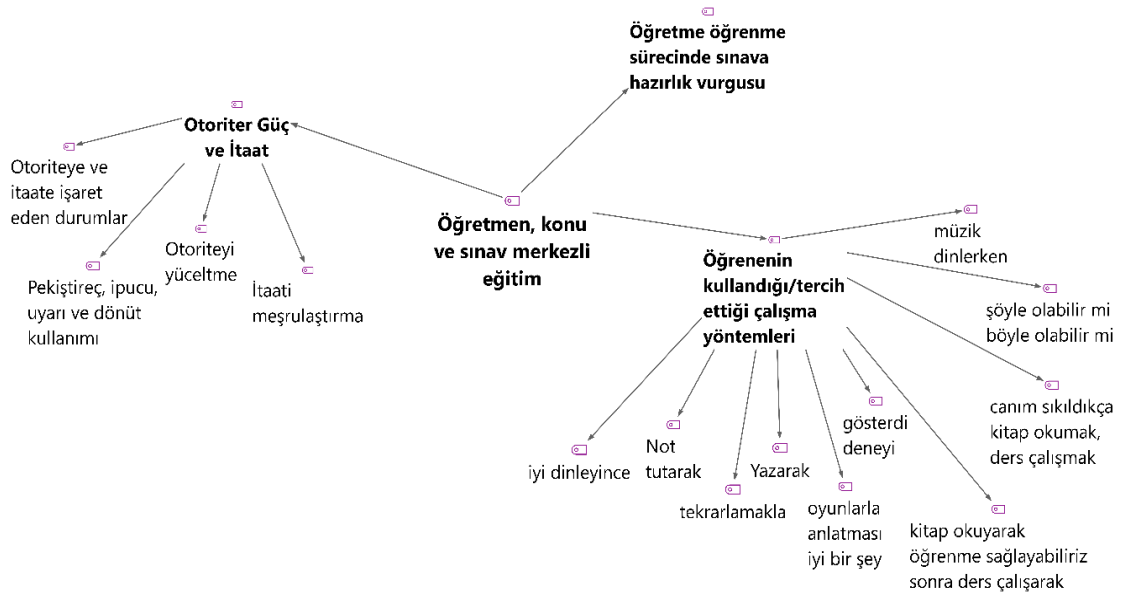 Öğretme öğrenme
sürecinde sınava
hazırlık vurgusu
Otoriter Güç
ve İtaat
Otoriteye ve
itaate işaret
eden durumlar
Pekiştireç, ipucu,
uyarı ve dönüt
kullanımı
Otoriteyi
yüceltme
İtaati
meşrulaştırma
Öğretmen, konu
ve sınav merkezli
eğitim
Öğrenenin
kullandığı/tercih
ettiği çalışma
yöntemleri
müzik
dinlerken
şöyle olabilir mi
böyle olabilir mi
canım sıkıldıkça
kitap okumak,
ders çalışmak
gösterdi
deneyi
iyi dinleyince
Not
tutarak
Yazarak
tekrarlamakla
oyunlarla
anlatması
iyi bir şey
kitap okuyarak
öğrenme sağlayabiliriz
sonra ders çalışarak